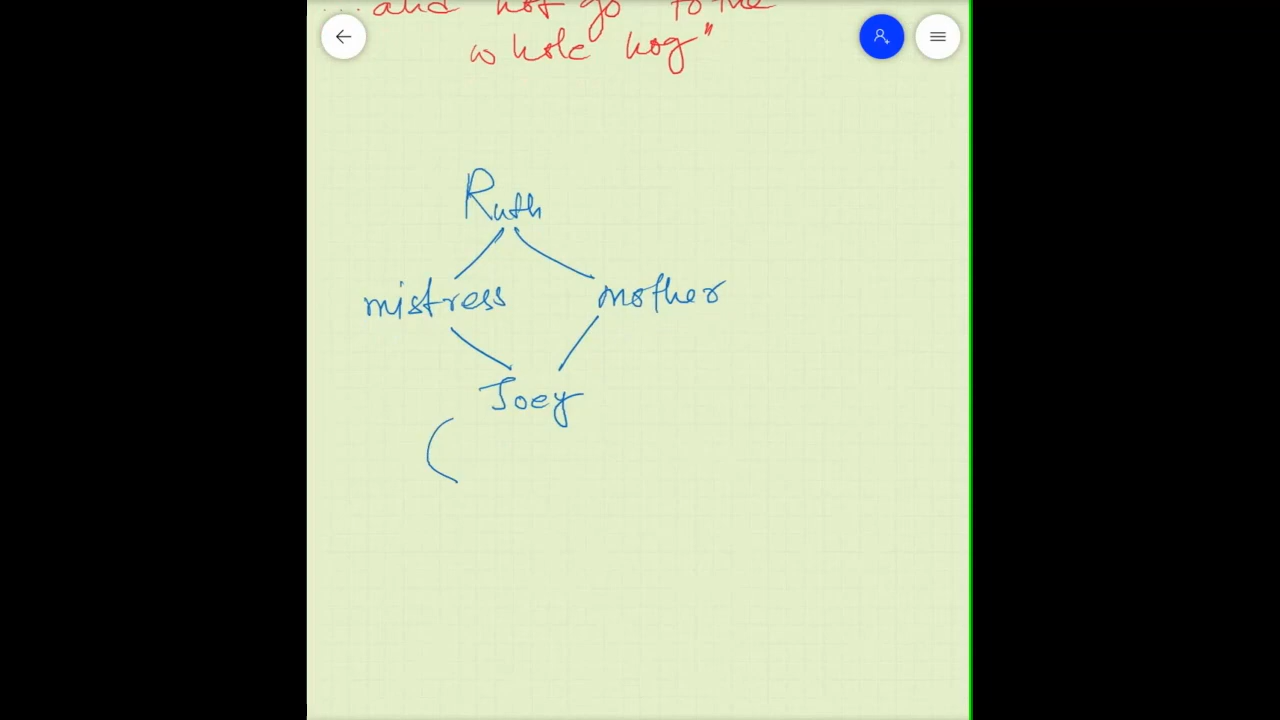 ...and not go to the
whole hog"
Ruth
mistress mother
Joey
(